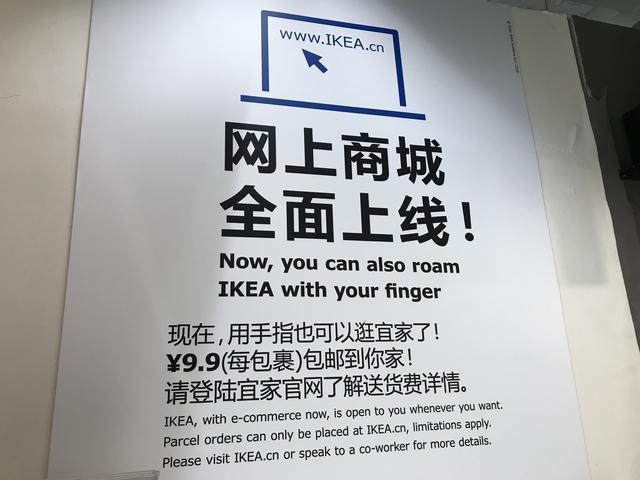 www.IKEA.cn
网上商城
全面上线!
Now, you can also roam
IKEA with your finger
现在,用手指也可以逛宜家了!
¥9.9(每包裹)包邮到你家!
请登陆宜家官网了解送货费详情。
IKEA, with e-commerce now, is open to you whenever you want.
Parcel orders can only be placed at IKEA.cn, limitations apply.
Please visit IKEA.cn or speak to a co-worker for more details.